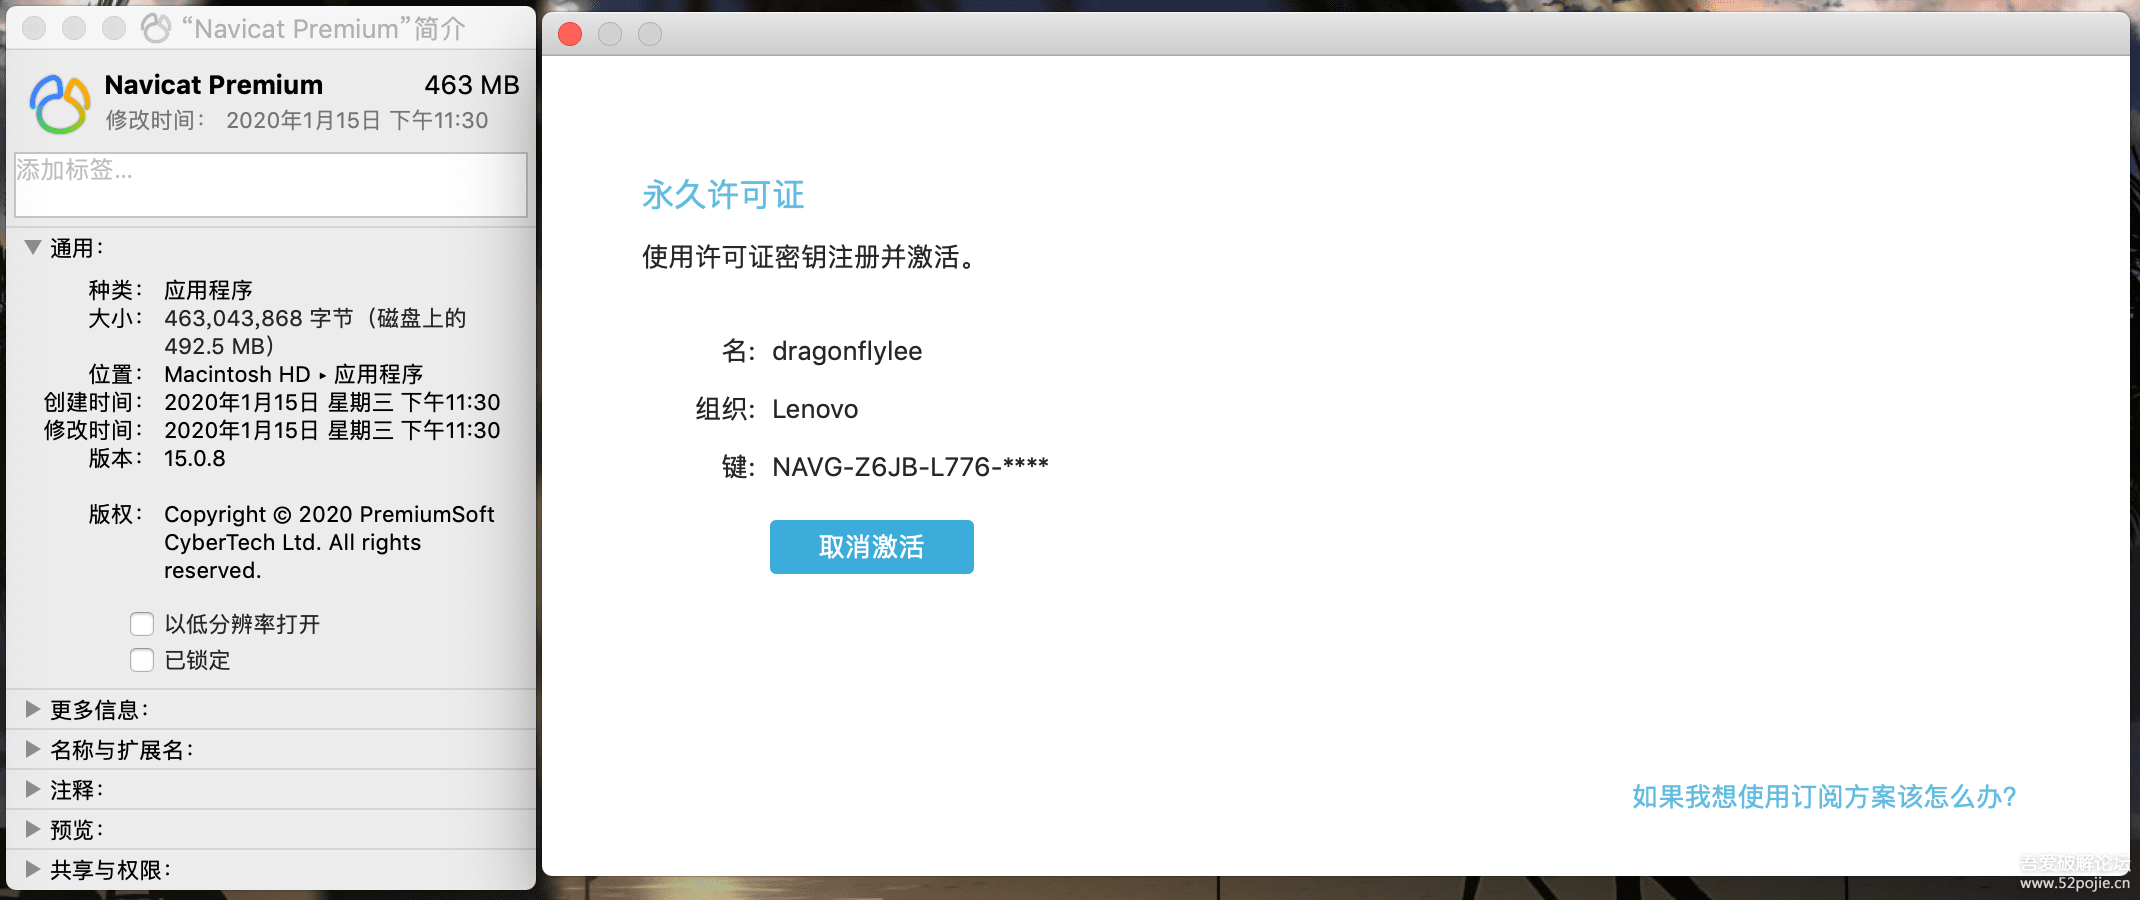 “Navicat Premium”简介
Navicat Premium 463 MB
修改时间： 2020年1月15日 下午11:30
添加标签...
通用：
种类： 应用程序
大小： 463,043,868 字节（磁盘上的
492.5 MB）
位置： Macintosh HD ▸ 应用程序
创建时间： 2020年1月15日 星期三 下午11:30
修改时间： 2020年1月15日 星期三 下午11:30
版本： 15.0.8
版权： Copyright © 2020 PremiumSoft
CyberTech Ltd. All rights
reserved.
以低分辨率打开
已锁定
更多信息：
名称与扩展名：
注释：
预览：
共享与权限：
永久许可证
使用许可证密钥注册并激活。
名： dragonflylee
组织： Lenovo
键： NAVG-Z6JB-L776-****
取消激活
如果我想使用订阅方案该怎么办?
吾爱破解论坛
www.52pojie.cn